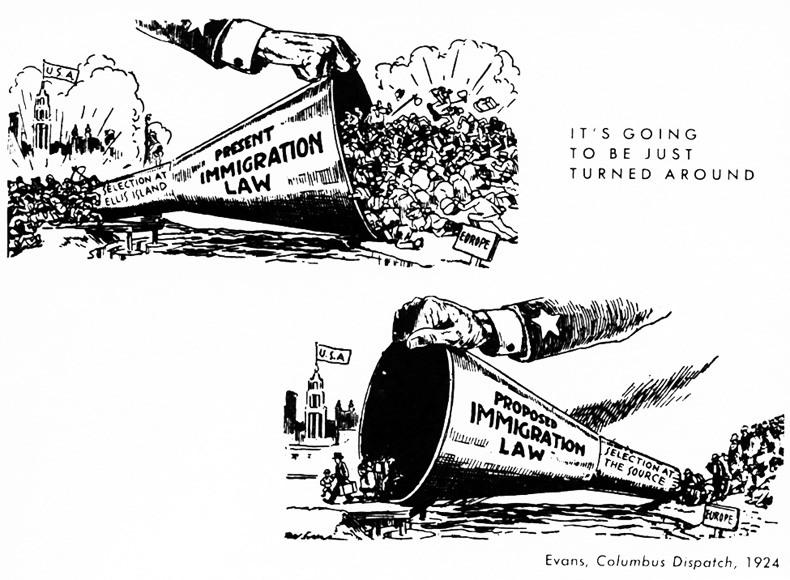 U.S.A.
PRESENT
IMMIGRATION
LAW
SELECTION AT
ELLIS ISLAND
EUROPE
IT'S GOING
TO BE JUST
TURNED AROUND
U.S.A
PROPOSED
IMMIGRATION
LAW
SELECTION AT
THE SOURCE
EUROPE
Evans, Columbus Dispatch, 1924